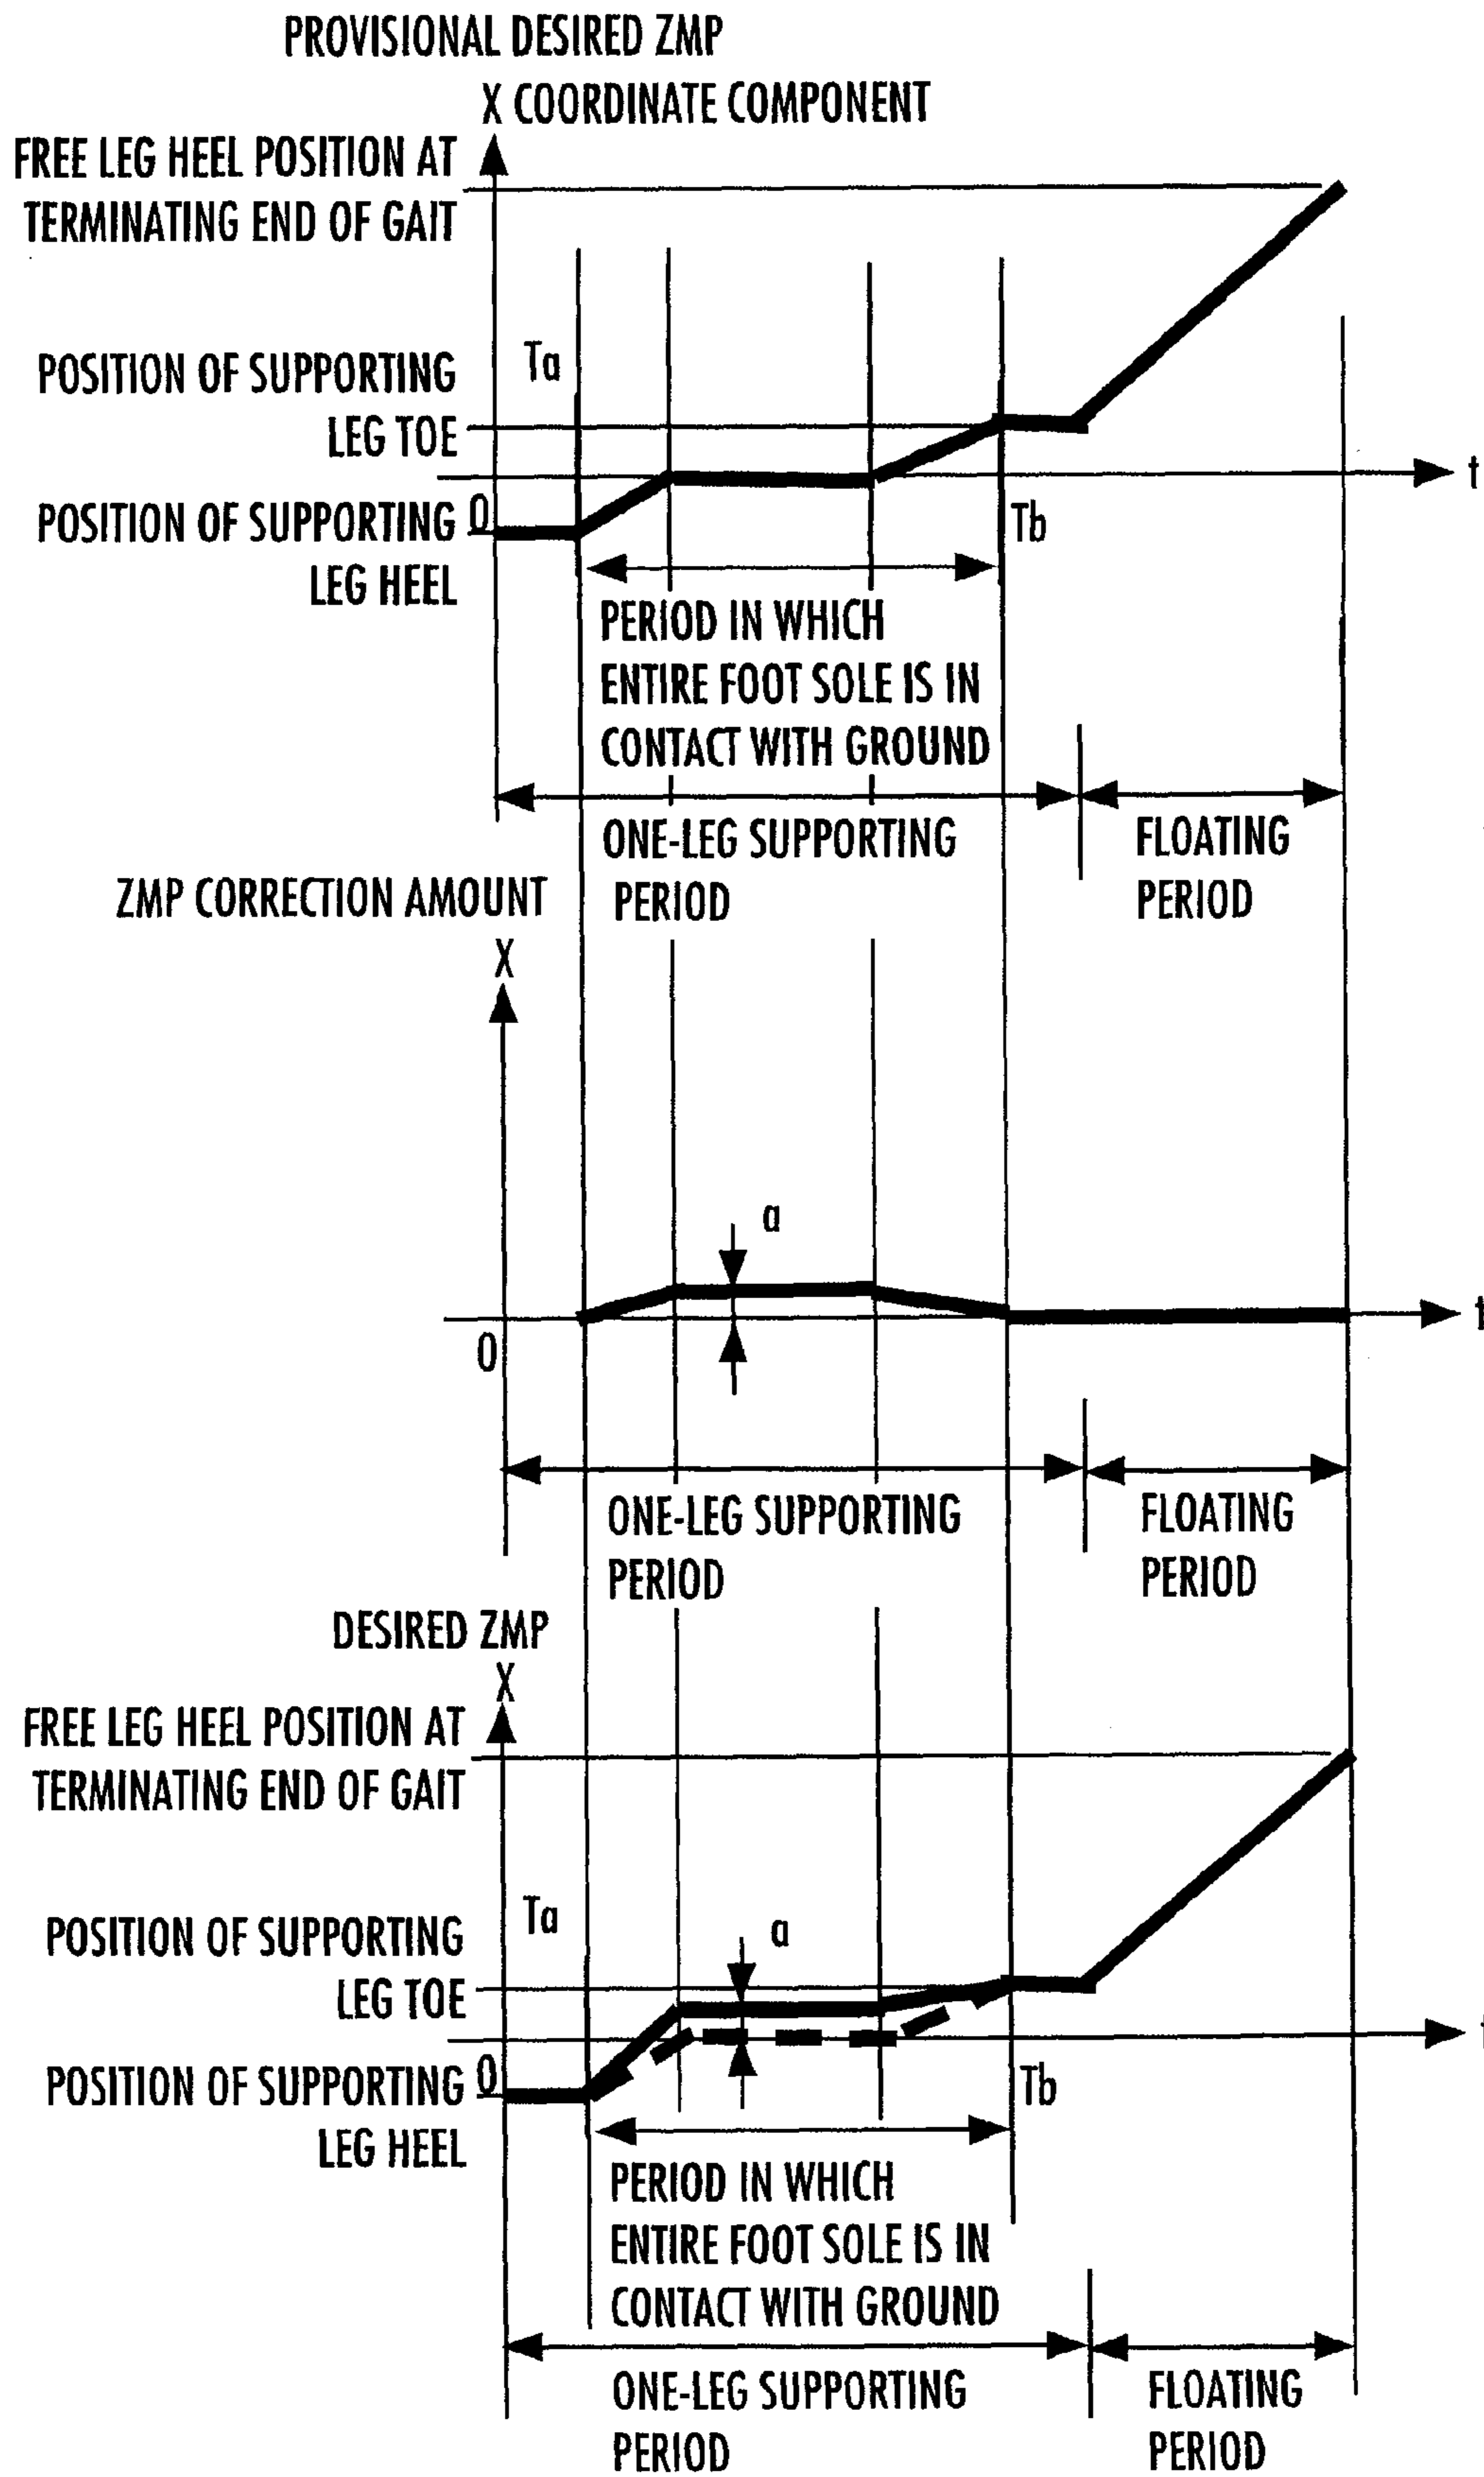 PROVISIONAL DESIRED ZMP
X COORDINATE COMPONENT
FREE LEG HEEL POSITION AT
TERMINATING END OF GAIT
POSITION OF SUPPORTING
LEG TOE
Ta
t
0
POSITION OF SUPPORTING
LEG HEEL
Tb
PERIOD IN WHICH
ENTIRE FOOT SOLE IS IN
CONTACT WITH GROUND
ONE-LEG SUPPORTING
PERIOD
FLOATING
PERIOD
ZMP CORRECTION AMOUNT
X
a
t
0
ONE-LEG SUPPORTING
PERIOD
FLOATING
PERIOD
DESIRED ZMP
X
FREE LEG HEEL POSITION AT
TERMINATING END OF GAIT
Ta
a
POSITION OF SUPPORTING
LEG TOE
0
POSITION OF SUPPORTING
LEG HEEL
Tb
PERIOD IN WHICH
ENTIRE FOOT SOLE IS IN
CONTACT WITH GROUND
ONE-LEG SUPPORTING
PERIOD
FLOATING
PERIOD